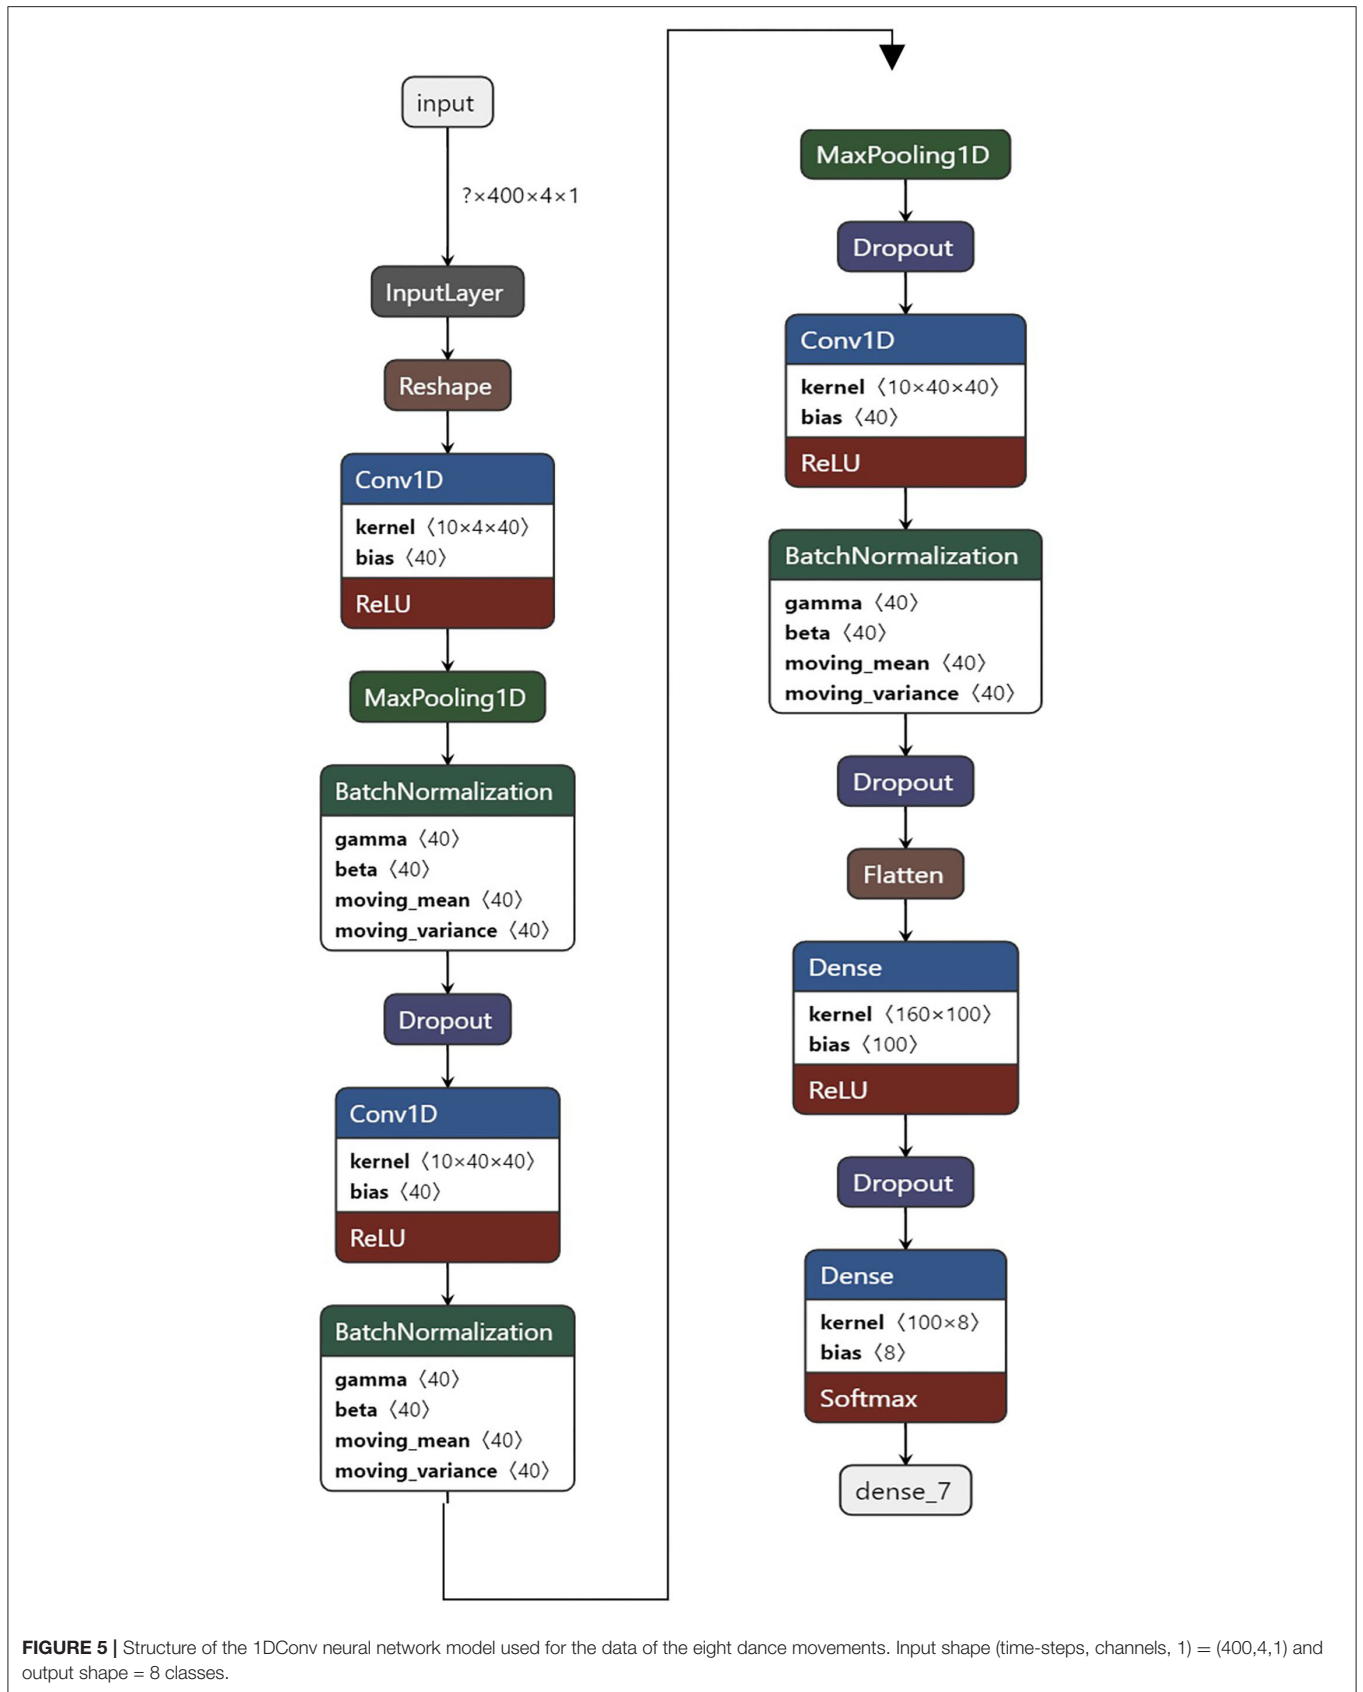 input
?×400×4×1
InputLayer
Reshape
Conv1D
kernel ⟨10×4×40⟩
bias ⟨40⟩
ReLU
MaxPooling1D
BatchNormalization
gamma ⟨40⟩
beta ⟨40⟩
moving_mean ⟨40⟩
moving_variance ⟨40⟩
Dropout
Conv1D
kernel ⟨10×40×40⟩
bias ⟨40⟩
ReLU
BatchNormalization
gamma ⟨40⟩
beta ⟨40⟩
moving_mean ⟨40⟩
moving_variance ⟨40⟩
MaxPooling1D
Dropout
Conv1D
kernel ⟨10×40×40⟩
bias ⟨40⟩
ReLU
BatchNormalization
gamma ⟨40⟩
beta ⟨40⟩
moving_mean ⟨40⟩
moving_variance ⟨40⟩
Dropout
Flatten
Dense
kernel ⟨160×100⟩
bias ⟨100⟩
ReLU
Dropout
Dense
kernel ⟨100×8⟩
bias ⟨8⟩
Softmax
dense_7
FIGURE 5 | Structure of the 1DConv neural network model used for the data of the eight dance movements. Input shape (time-steps, channels, 1) = (400,4,1) and
output shape = 8 classes.